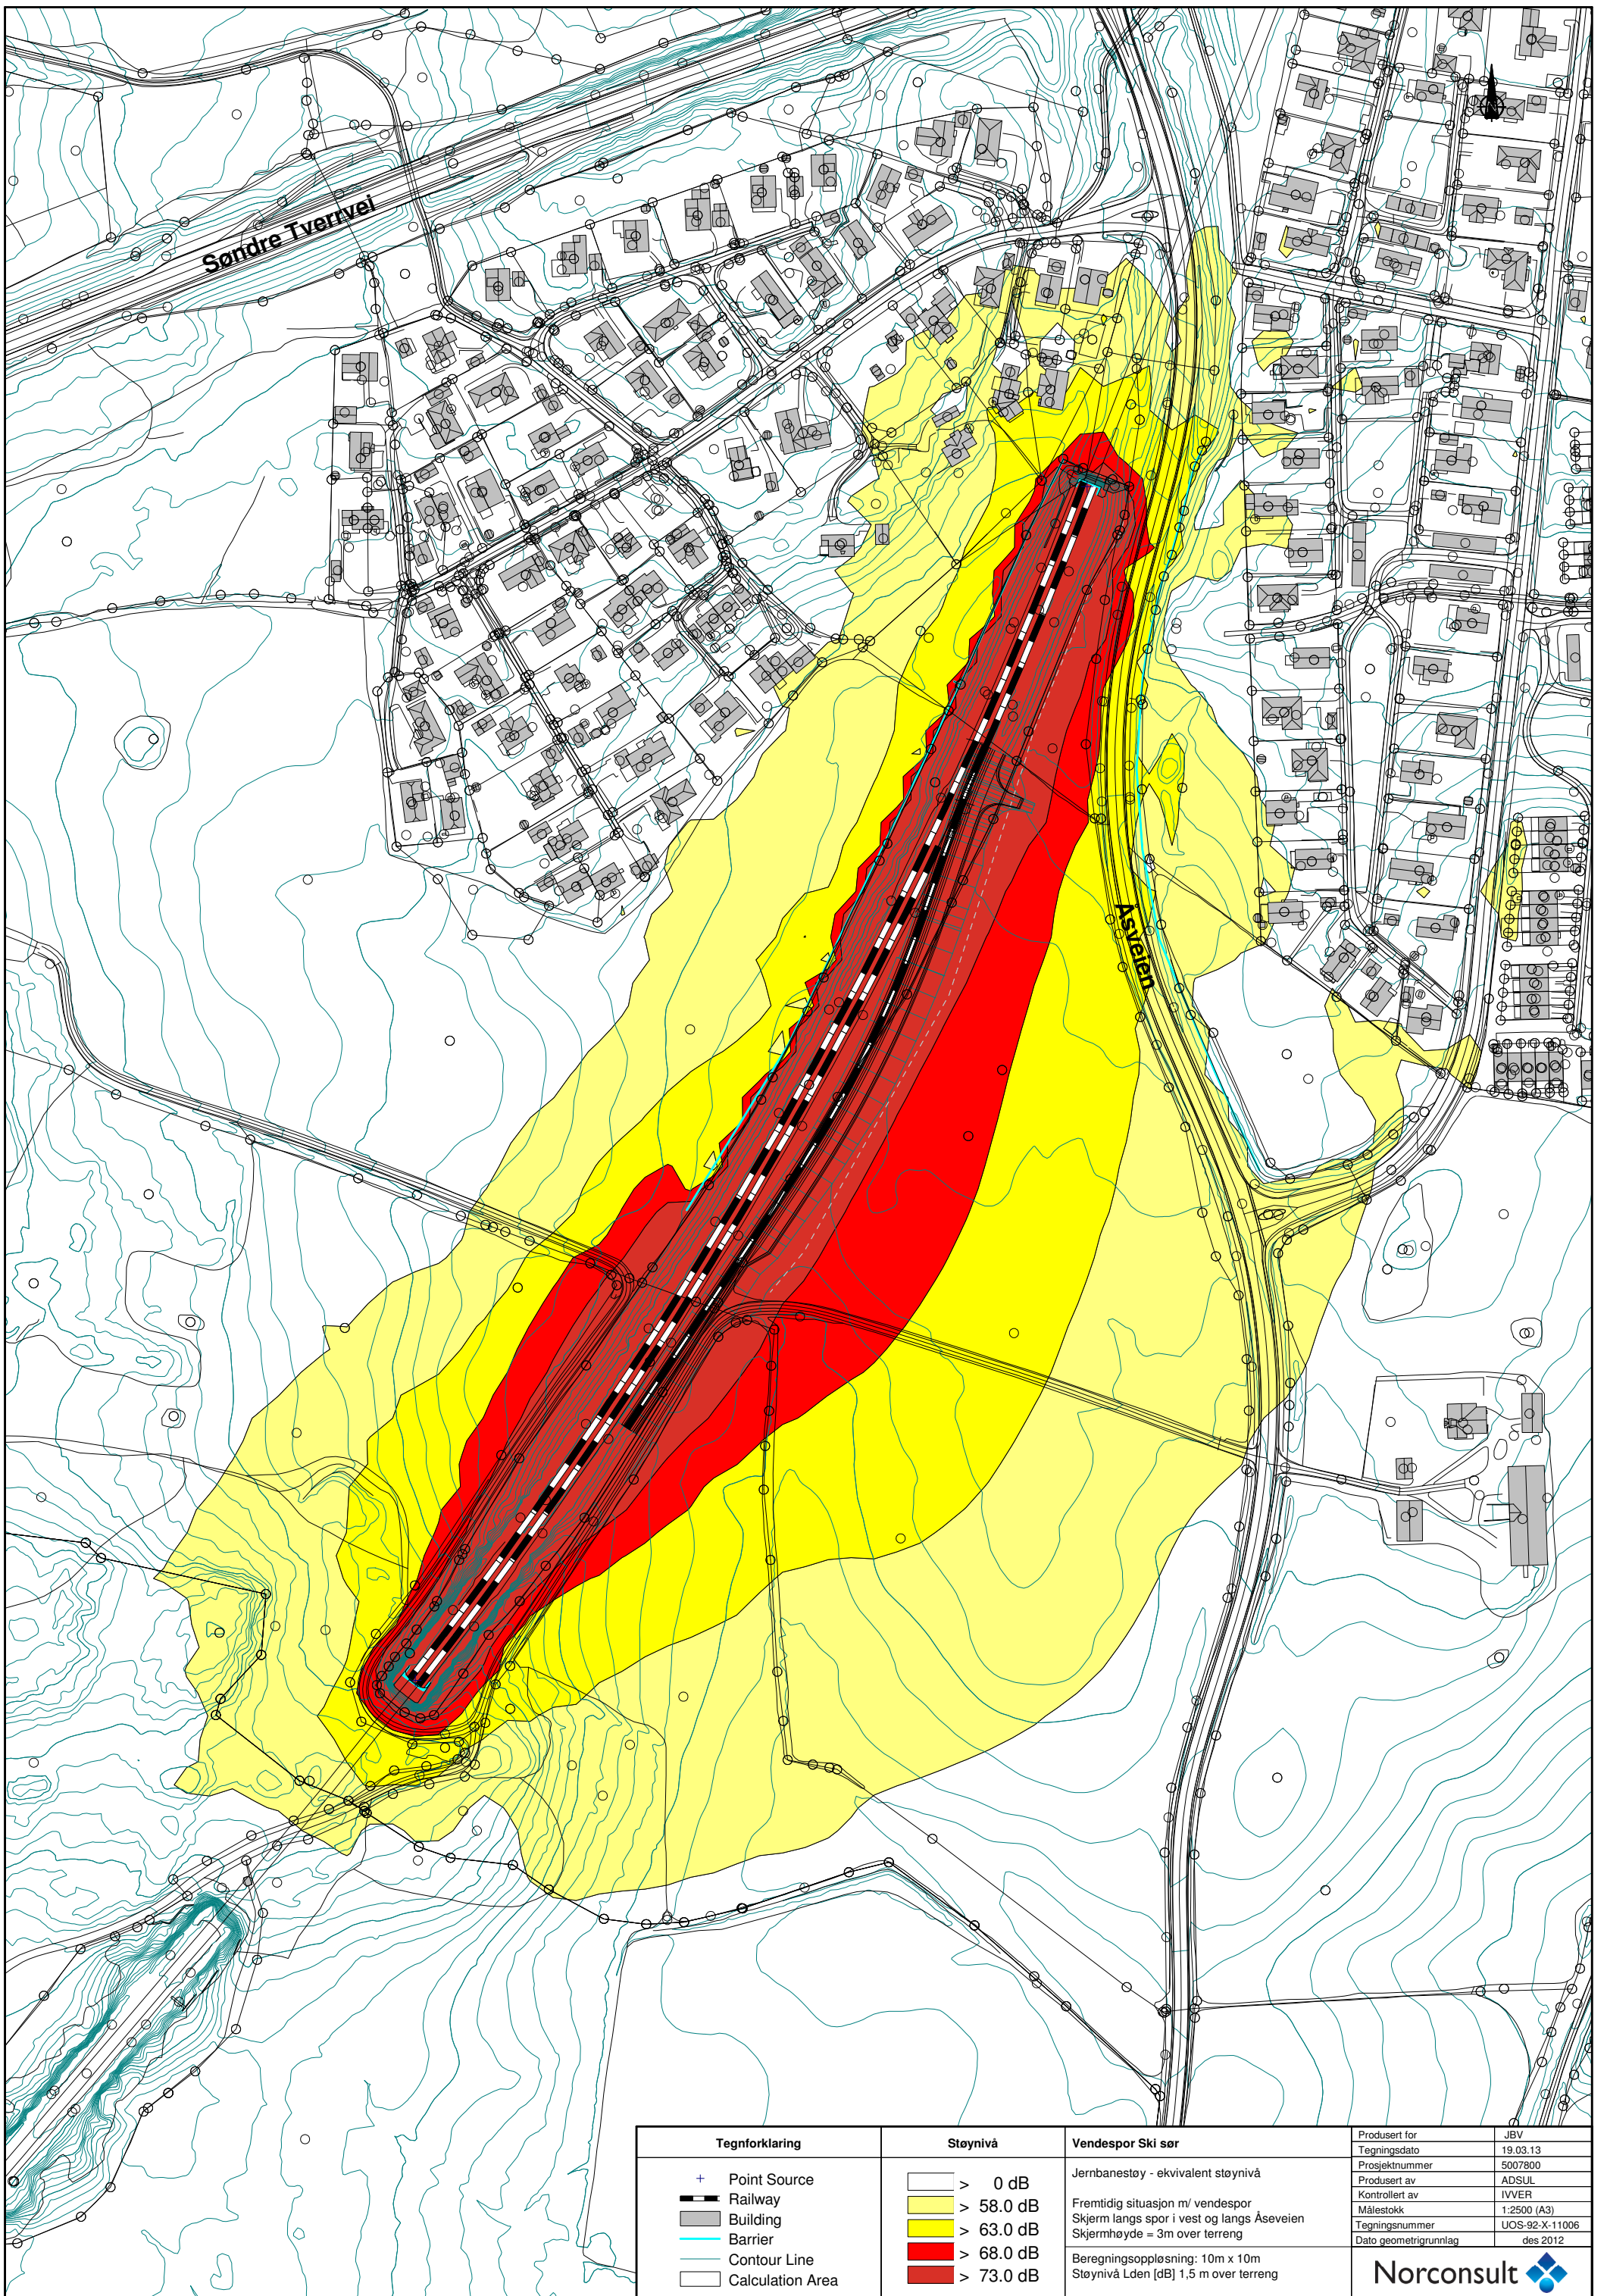 Søndre Tverrvei
Åsveien
Tegnforklaring
Point Source
Railway
Building
Barrier
Contour Line
Calculation Area
Støynivå
> 0 dB
> 58.0 dB
> 63.0 dB
> 68.0 dB
> 73.0 dB
Vendespor Ski sør
Jernbanestøy - ekvivalent støynivå
Fremtidig situasjon m/ vendespor
Skjerm langs spor i vest og langs Åseveien
Skjermhøyde = 3m over terreng
Beregningsoppløsning: 10m x 10m
Støynivå Lden [dB] 1,5 m over terreng
Produsert for JBV
Tegningsdato 19.03.13
Prosjektnummer 5007800
Produsert av ADSUL
Kontrollert av IVVER
Målestokk 1:2500 (A3)
Tegningsnummer UOS-92-X-11006
Dato geometrigrunnlag des 2012
Norconsult